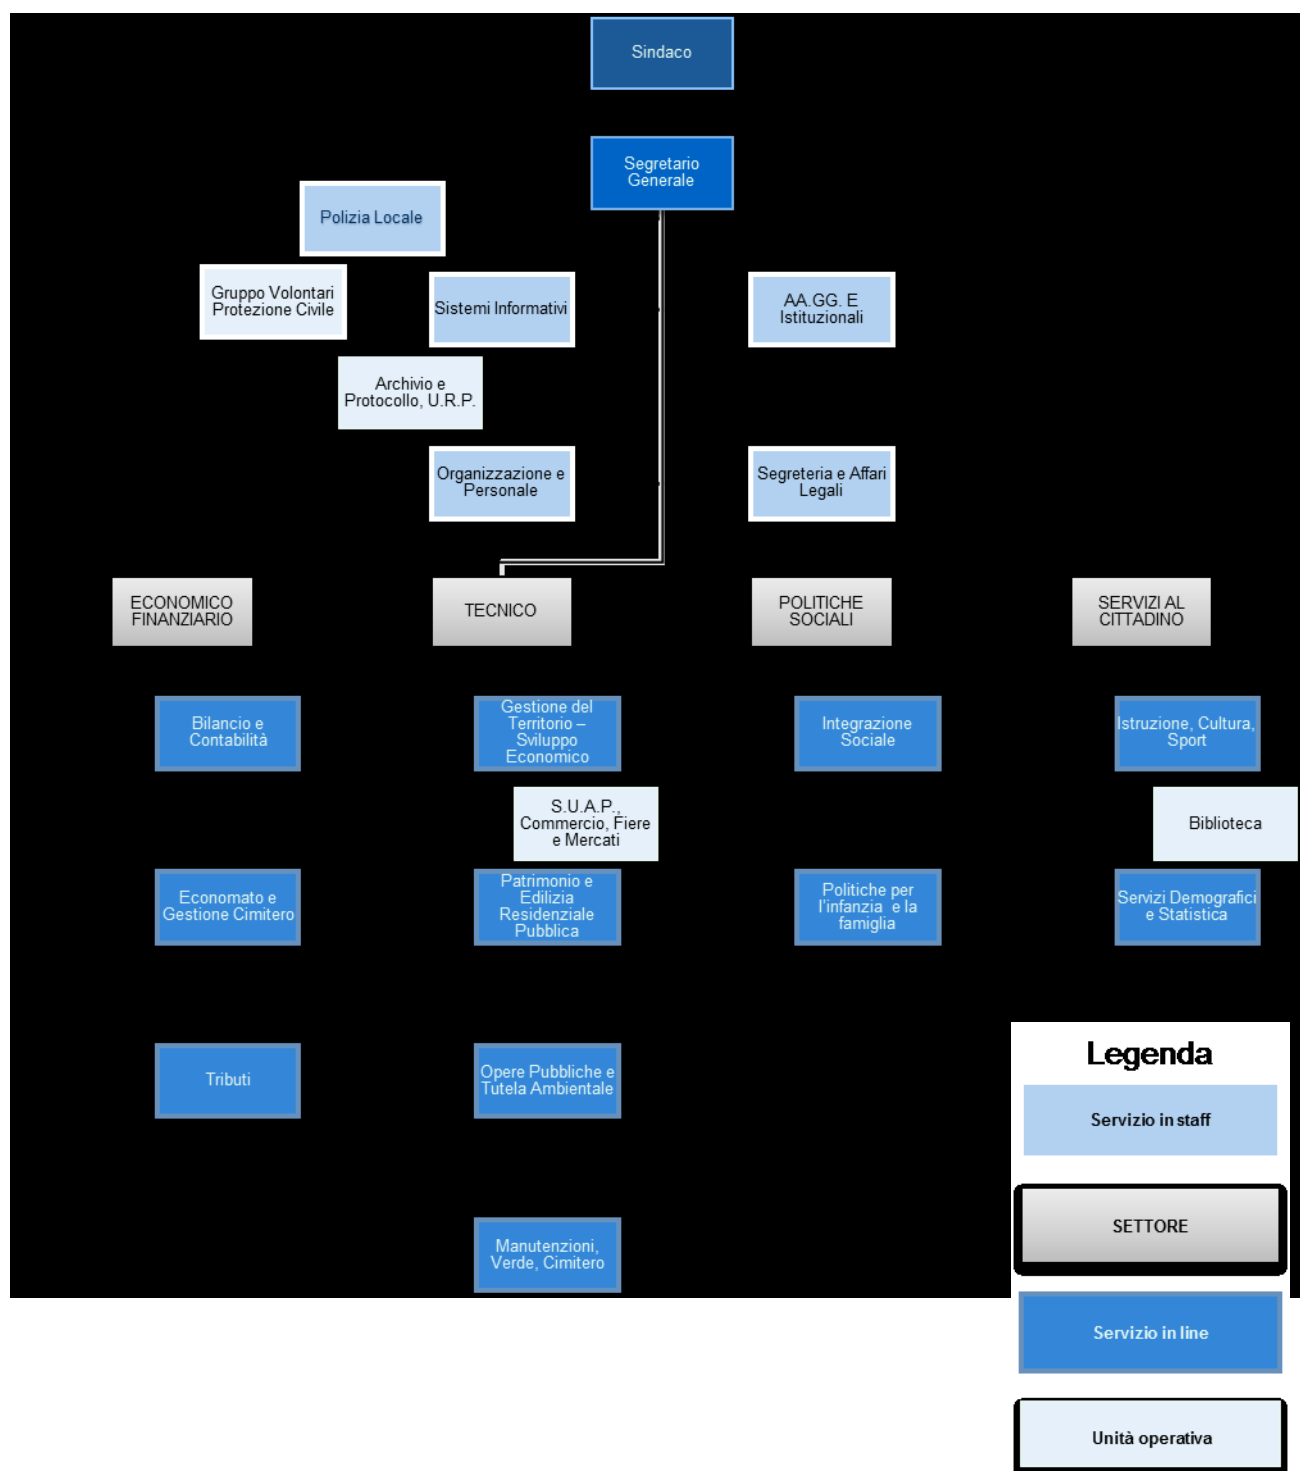 Sindaco
Segretario
Generale
Polizia Locale
Gruppo Volontari
Protezione Civile
Sistemi Informativi
AA.GG. E
Istituzionali
Archivio e
Protocollo, U.R.P.
Organizzazione e
Personale
Segreteria e Affari
Legali
ECONOMICO
FINANZIARIO
TECNICO
POLITICHE
SOCIALI
SERVIZI AL
CITTADINO
Bilancio e
Contabilità
Gestione del
Territorio –
Sviluppo
Economico
Integrazione
Sociale
Istruzione, Cultura,
Sport
S.U.A.P.,
Commercio, Fiere
e Mercati
Biblioteca
Economato e
Gestione Cimitero
Patrimonio e
Edilizia
Residenziale
Pubblica
Politiche per
l'infanzia e la
famiglia
Servizi Demografici
e Statistica
Tributi
Opere Pubbliche e
Tutela Ambientale
Manutenzioni,
Verde, Cimitero
Legenda
Servizio in staff
SETTORE
Servizio in line
Unità operativa